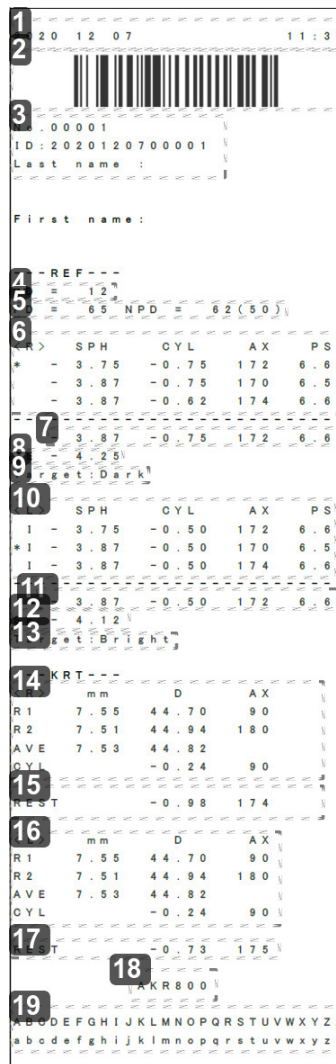 1
2020 12 07 11:3
2
3
No.00001
ID:2020120700001
Last name :
First name:
4
---REF---
5
= 12
PD = 65 NPD = 62(50)
6
<R> SPH CYL AX PS
* - 3.75 -0.75 172 6.6
- 3.87 -0.75 170 6.5
- 3.87 -0.62 174 6.6
7
- 3.87 -0.75 172 6.6
8
- 4.25
9
Target:Dark
10
<L> SPH CYL AX PS
I - 3.75 -0.50 172 6.6
*I - 3.87 -0.50 170 6.5
I - 3.87 -0.50 174 6.6
11
3.87 -0.50 172 6.6
12
- 4.12
13
Target:Bright
14
---KRT---
<R> mm D AX
R1 7.55 44.70 90
R2 7.51 44.94 180
AVE 7.53 44.82
CYL -0.24 90
15
REST -0.98 174
16
<L> mm D AX
R1 7.55 44.70 90
R2 7.51 44.94 180
AVE 7.53 44.82
CYL -0.24 90
17
REST -0.73 175
18
AKR800
19
ABCDEFGHIJKLMNOPQRSTUVWXYZ
abcdefghijklmnopqrstuvwxyz